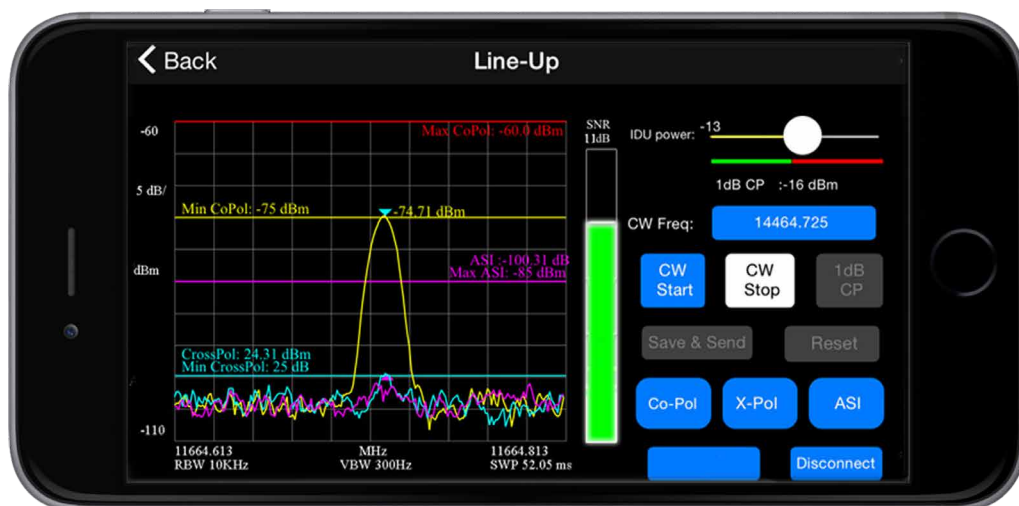 Back
Line-Up
-60
Max CoPol: -60.0 dBm
SNR
11dB
IDU power:
-13
5 dB/
1dB CP :-16 dBm
Min CoPol: -75 dBm
-74.71 dBm
CW Freq:
14464.725
ASI :-100.31 dB
Max ASI: -85 dBm
dBm
CW
Start
CW
Stop
1dB
CP
Save & Send
Reset
CrossPol: 24.31 dBm
Min CrossPol: 25 dB
Co-Pol
X-Pol
ASI
-110
11664.613
MHz
11664.813
RBW 10KHz
VBW 300Hz
SWP 52.05 ms
Disconnect